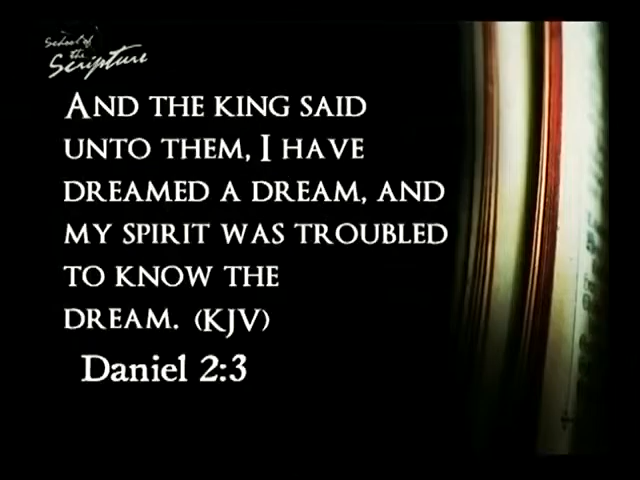 School of
the
Scripture
And the king said
unto them, I have
dreamed a dream, and
my spirit was troubled
to know the
dream. (KJV)
Daniel 2:3